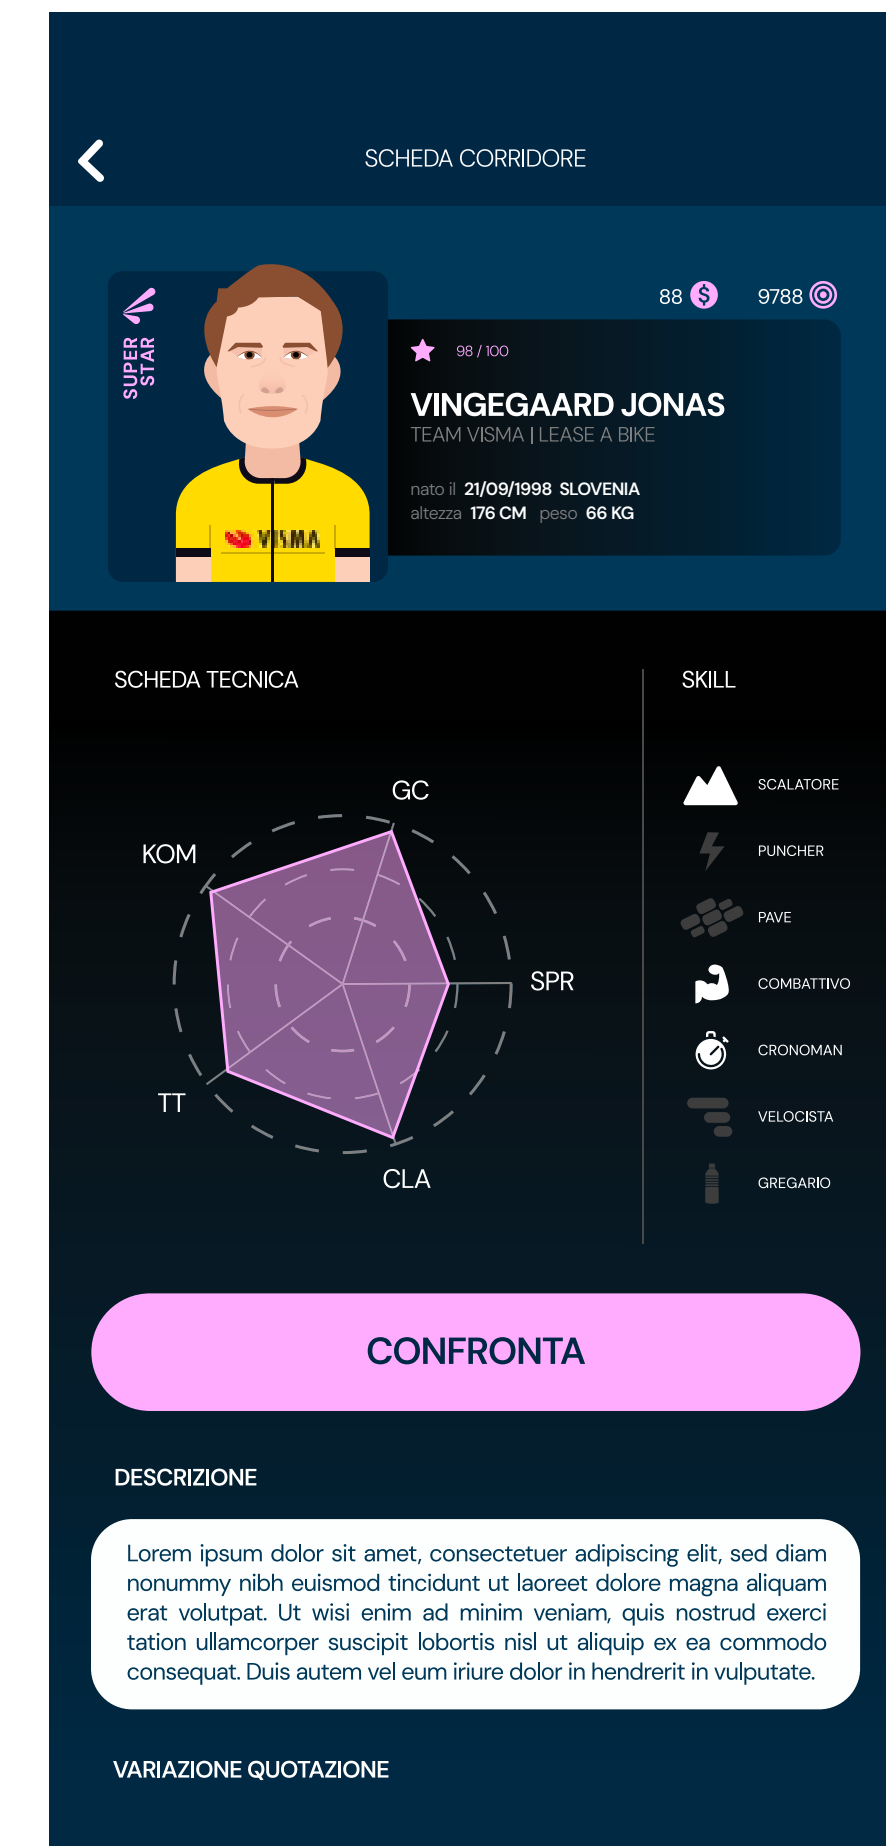 SCHEDA CORRIDORE
SUPER
STAR
88
9788
98 / 100
VINGEGAARD JONAS
TEAM VISMA | LEASE A BIKE
nato il 21/09/1998 SLOVENIA
altezza 176 CM peso 66 KG
VISMA
SCHEDA TECNICA
SKILL
GC
KOM
SPR
TT
CLA
SCALATORE
PUNCHER
PAVE
COMBATTIVO
CRONOMAN
VELOCISTA
GREGARIO
CONFRONTA
DESCRIZIONE
Lorem ipsum dolor sit amet, consectetuer adipiscing elit, sed diam
nonummy nibh euismod tincidunt ut laoreet dolore magna aliquam
erat volutpat. Ut wisi enim ad minim veniam, quis nostrud exerci
tation ullamcorper suscipit lobortis nisl ut aliquip ex ea commodo
consequat. Duis autem vel eum iriure dolor in hendrerit in vulputate.
VARIAZIONE QUOTAZIONE